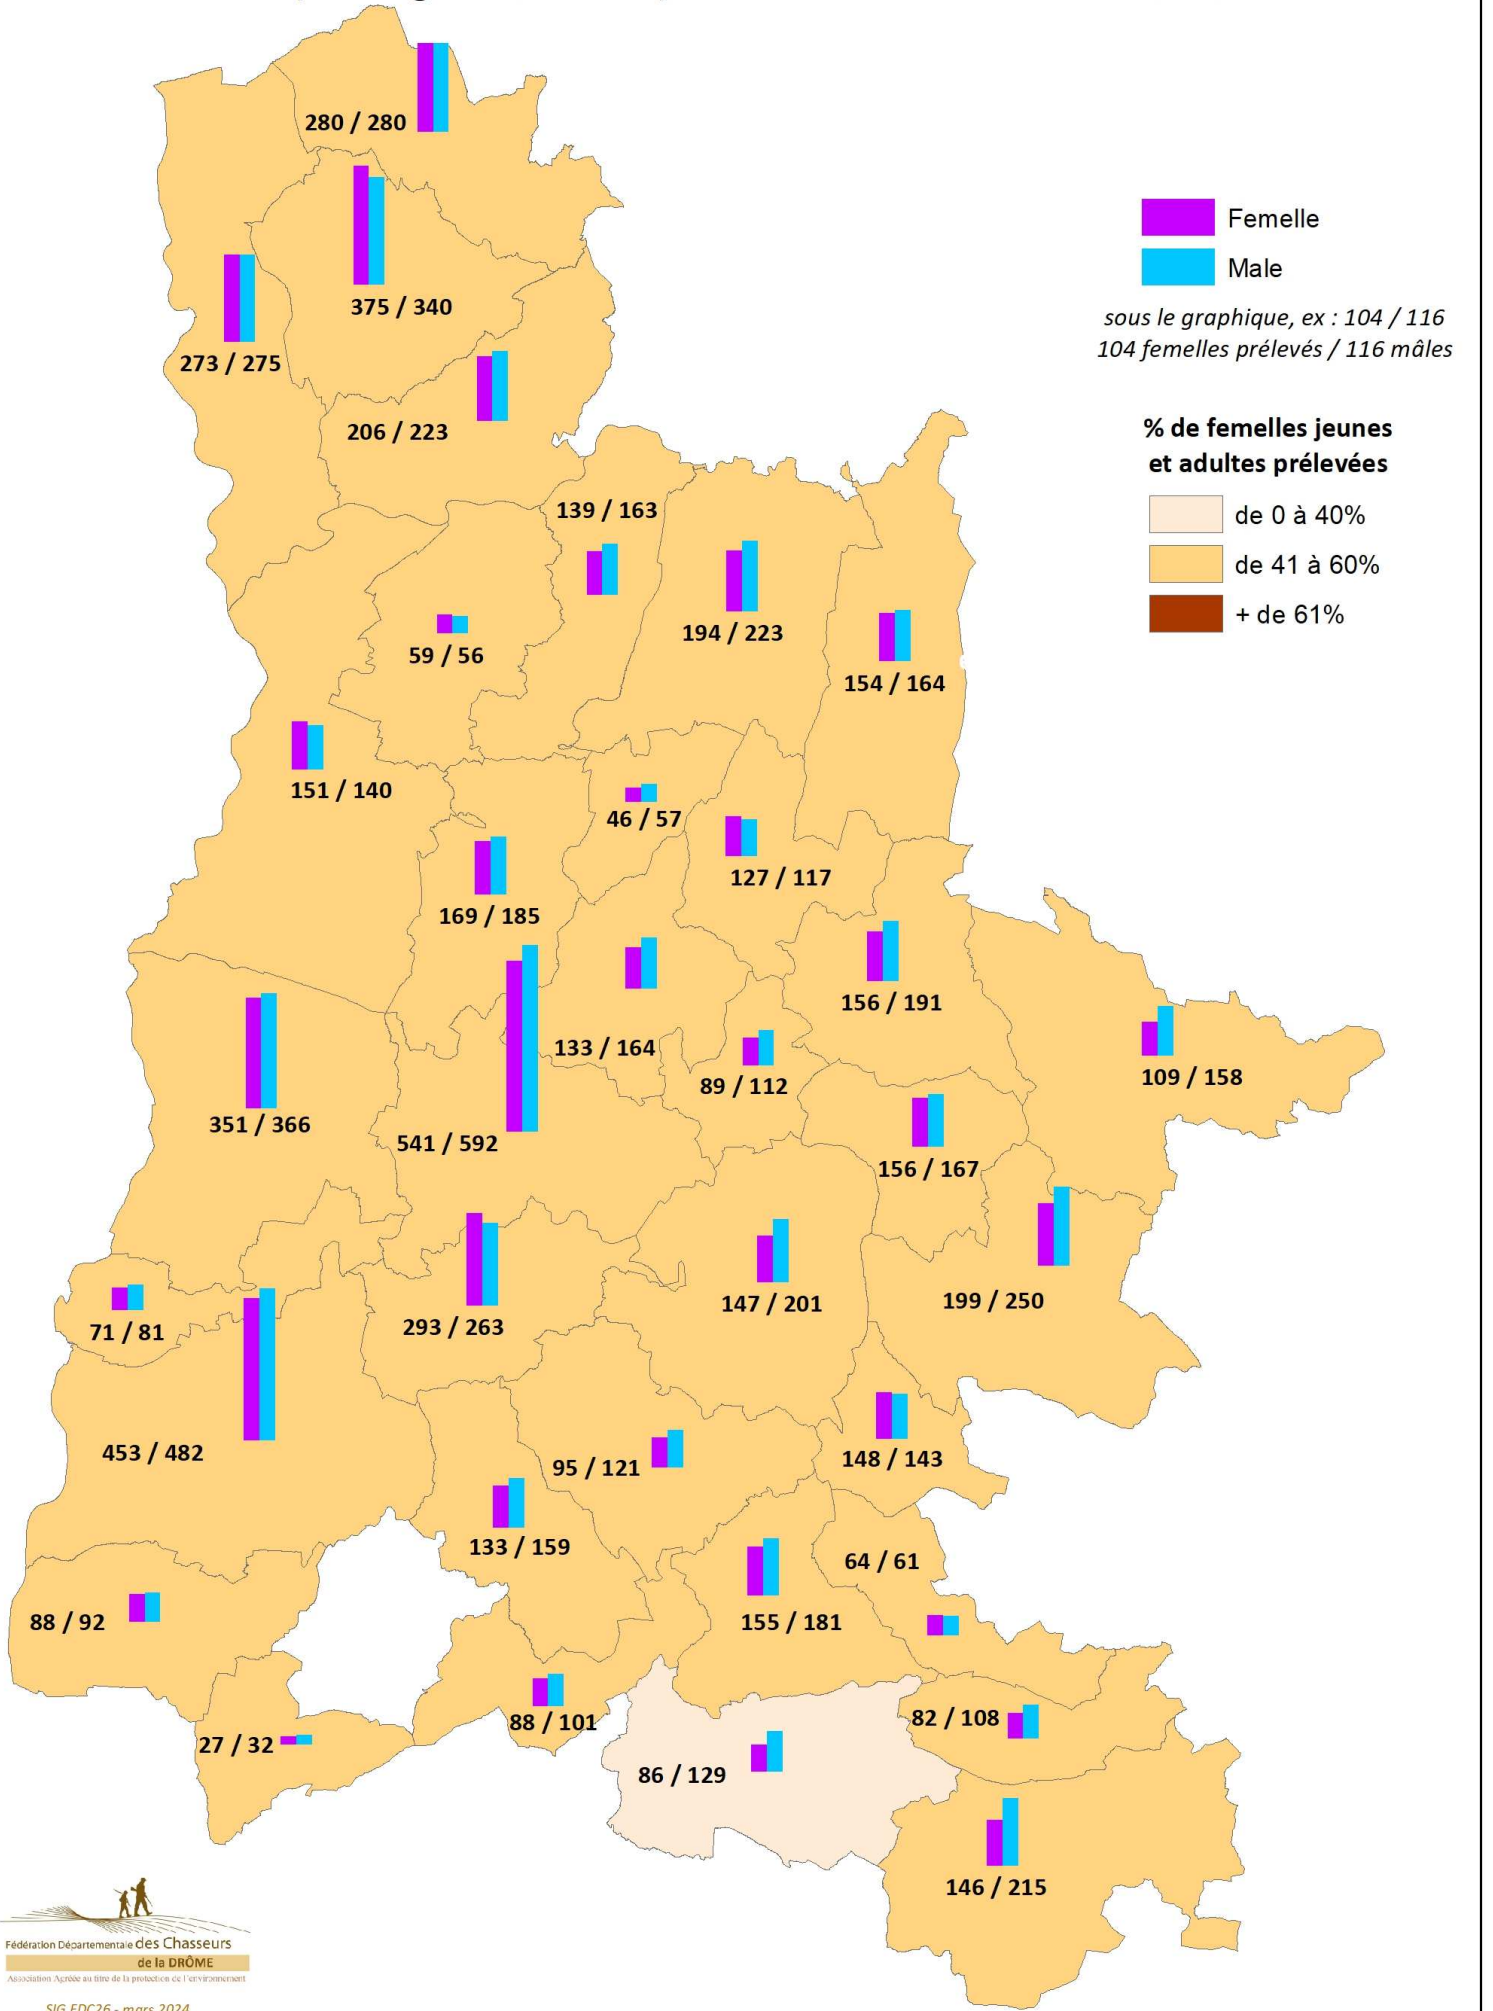 280 / 280
375 / 340
273 / 275
206 / 223
Femelle
Male
sous le graphique, ex : 104 / 116
104 femelles prélevés / 116 mâles
% de femelles jeunes
et adultes prélevées
de 0 à 40%
de 41 à 60%
+ de 61%
139 / 163
194 / 223
59 / 56
154 / 164
151 / 140
46 / 57
127 / 117
169 / 185
156 / 191
133 / 164
89 / 112
109 / 158
351 / 366
541 / 592
156 / 167
147 / 201
199 / 250
71 / 81
293 / 263
453 / 482
95 / 121
148 / 143
133 / 159
64 / 61
88 / 92
155 / 181
88 / 101
82 / 108
27 / 32
86 / 129
146 / 215
Fédération Départementale des Chasseurs
de la DRÔME
Association Agréée au titre de la protection de l'environnement
SIG FDC26 - mars 2024